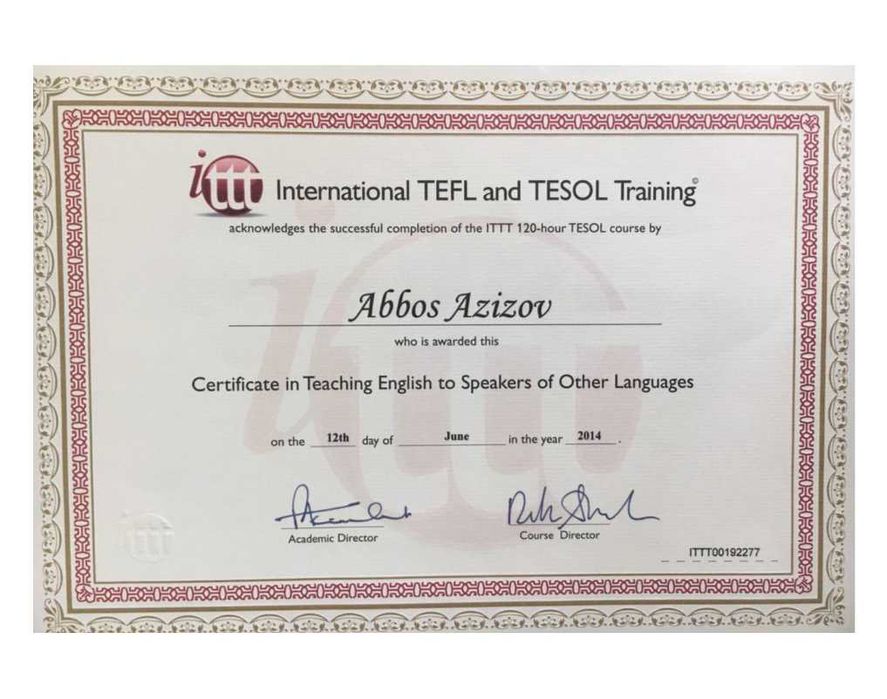 ittt International TEFL and TESOL Training©
acknowledges the successful completion of the ITTT 120-hour TESOL course by
Abbos Azizov
who is awarded this
Certificate in Teaching English to Speakers of Other Languages
on the 12th day of June in the year 2014 .
Academic Director
Course Director
ITTT00192277
ittt